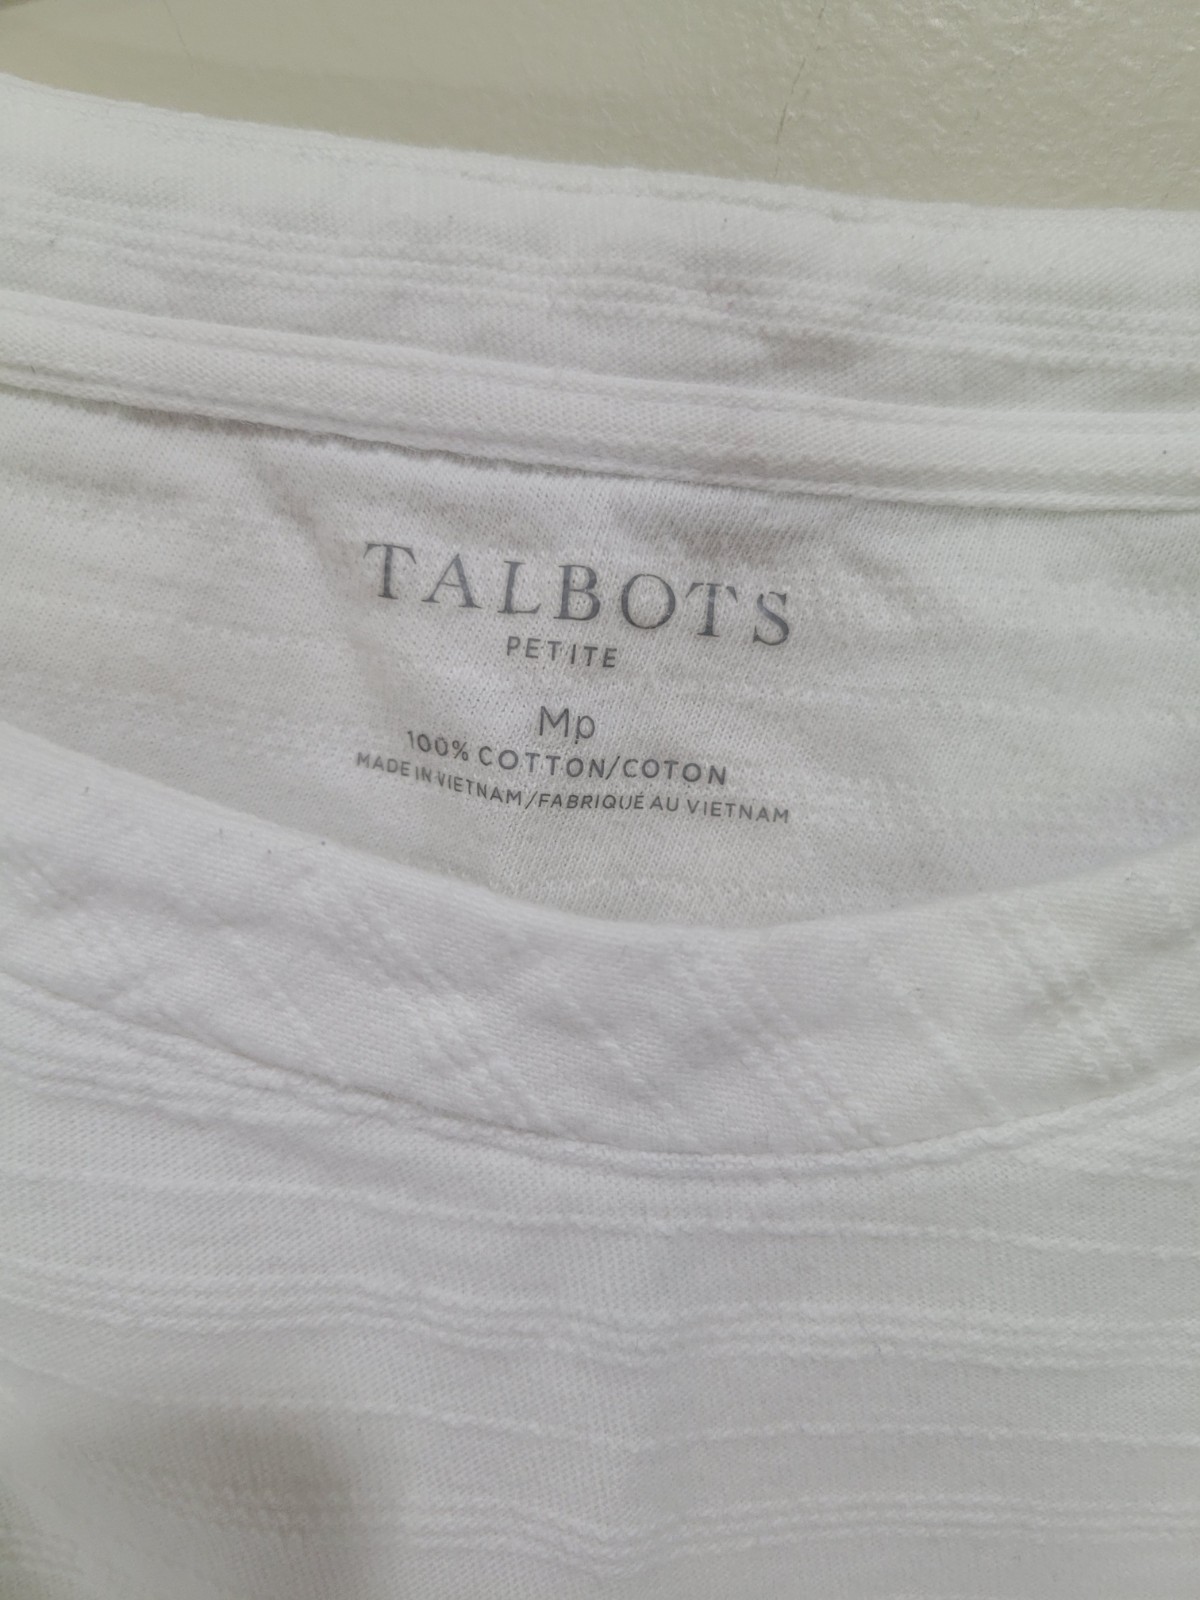 TALBOTS
PETITE
Mp
100% COTTON/COTON
MADE IN VIETNAM/FABRIQUÉ AU VIETNAM